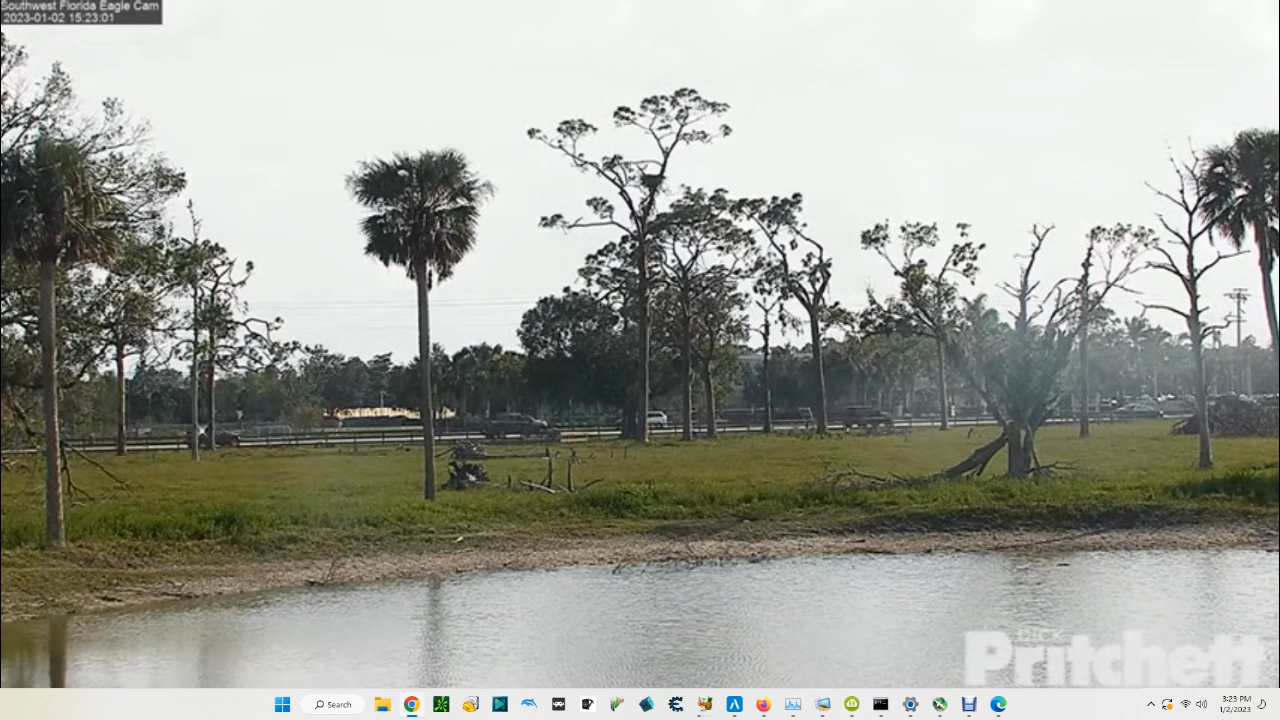 Southwest Florida Eagle Cam
2023-01-02 15:23:01
DICK
Pritchett
Search
3:23 PM
1/2/2023